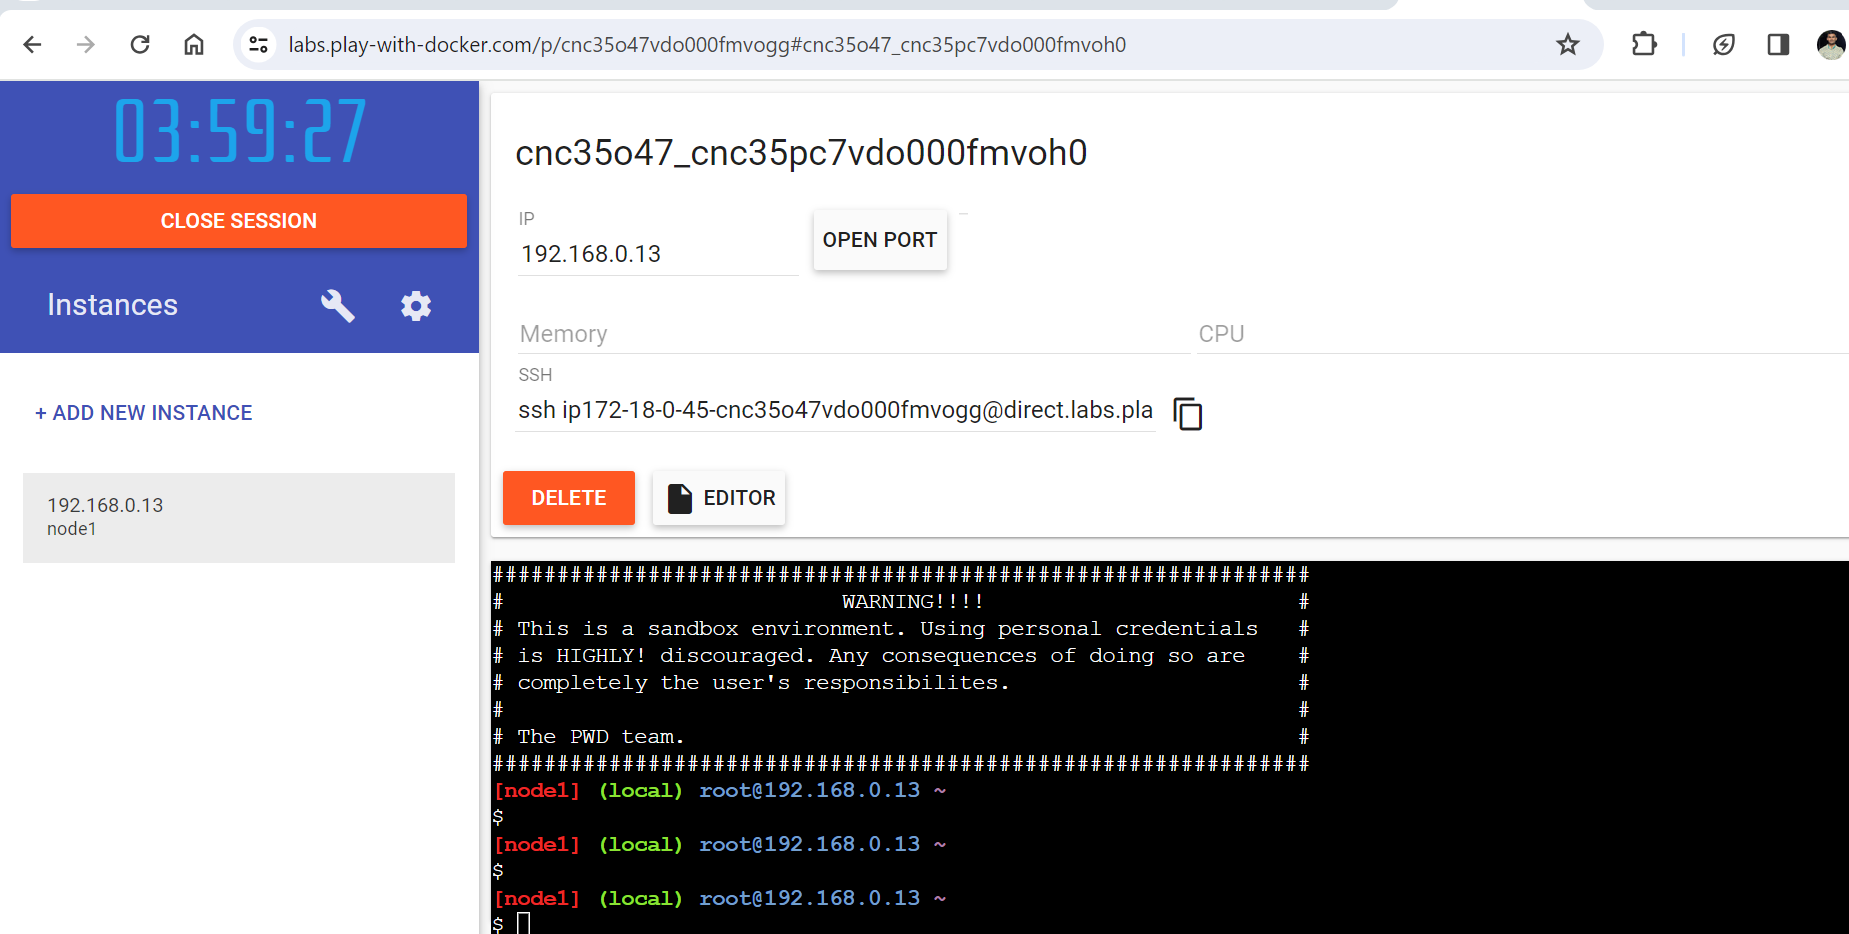 labs.play-with-docker.com/p/cnc35o47vdo000fmvogg#cnc35o47_cnc35pc7vdo000fmvoh0
03:59:27
CLOSE SESSION
Instances
+ ADD NEW INSTANCE
192.168.0.13
node1
cnc35o47_cnc35pc7vdo000fmvoh0
IP
192.168.0.13
OPEN PORT
Memory
CPU
SSH
ssh ip172-18-0-45-cnc35o47vdo000fmvogg@direct.labs.pla
DELETE
EDITOR
###############################################################
#                          WARNING!!!!                        #
# This is a sandbox environment. Using personal credentials   #
# is HIGHLY! discouraged. Any consequences of doing so are    #
# completely the user's responsibilites.                      #
#                                                             #
# The PWD team.                                               #
###############################################################
[node1] (local) root@192.168.0.13 ~
$
[node1] (local) root@192.168.0.13 ~
$
[node1] (local) root@192.168.0.13 ~
$